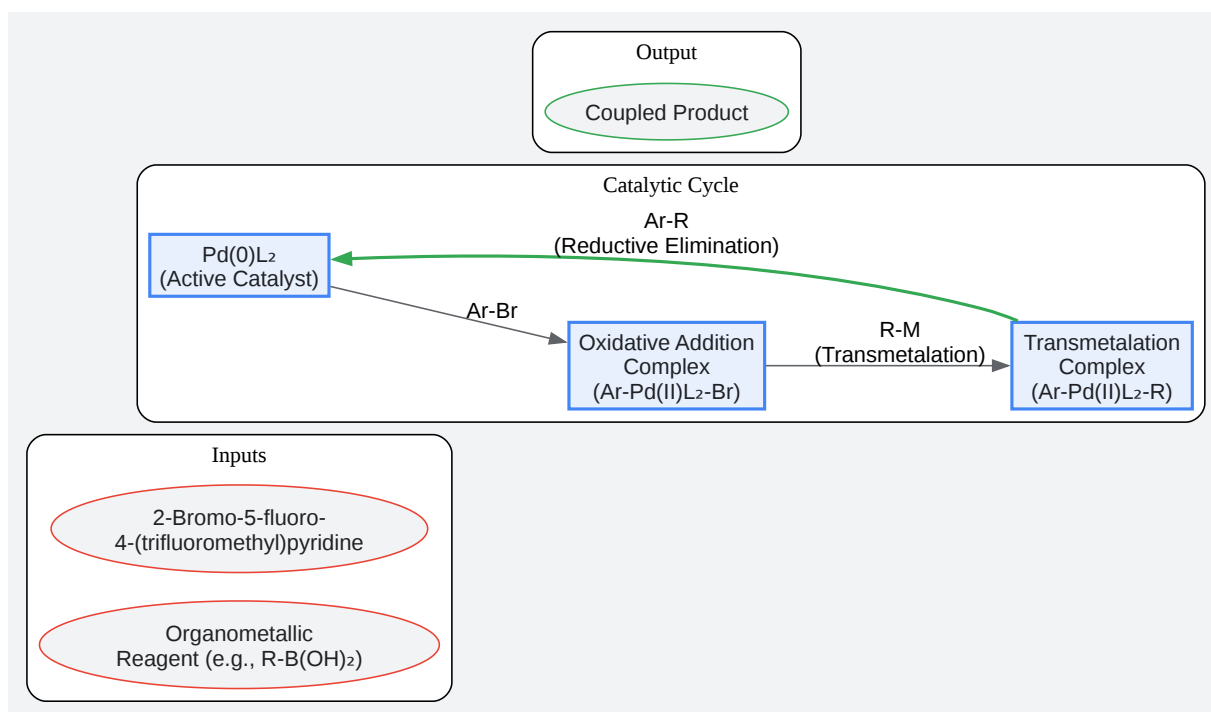 Output
Coupled Product
Catalytic Cycle
Ar-R
(Reductive Elimination)
Pd(0)L₂
(Active Catalyst)
Ar-Br
R-M
(Transmetalation)
Oxidative Addition
Complex
(Ar-Pd(II)L₂-Br)
Transmetalation
Complex
(Ar-Pd(II)L₂-R)
Inputs
2-Bromo-5-fluoro-
4-(trifluoromethyl)pyridine
Organometallic
Reagent (e.g., R-B(OH)₂)